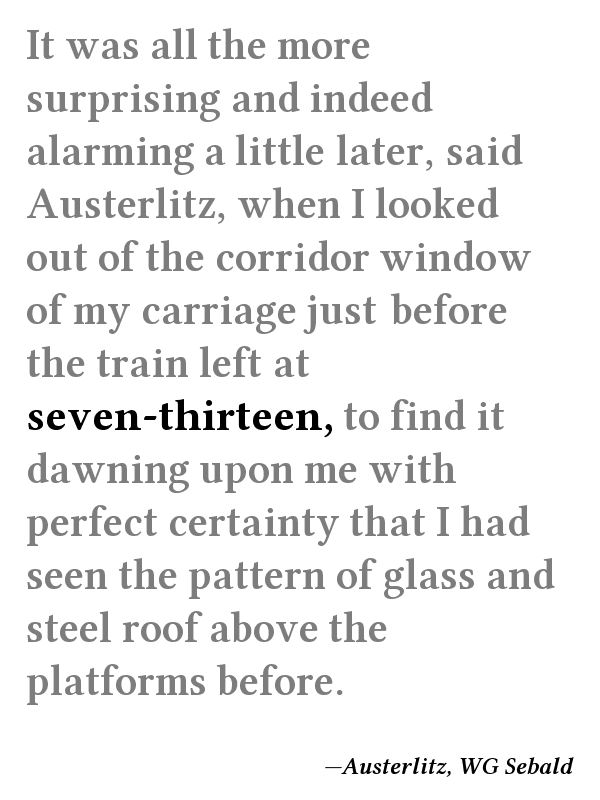 It was all the more
surprising and indeed
alarming a little later, said
Austerlitz, when I looked
out of the corridor window
of my carriage just before
the train left at
seven-thirteen, to find it
dawning upon me with
perfect certainty that I had
seen the pattern of glass and
steel roof above the
platforms before.
—Austerlitz, WG Sebald